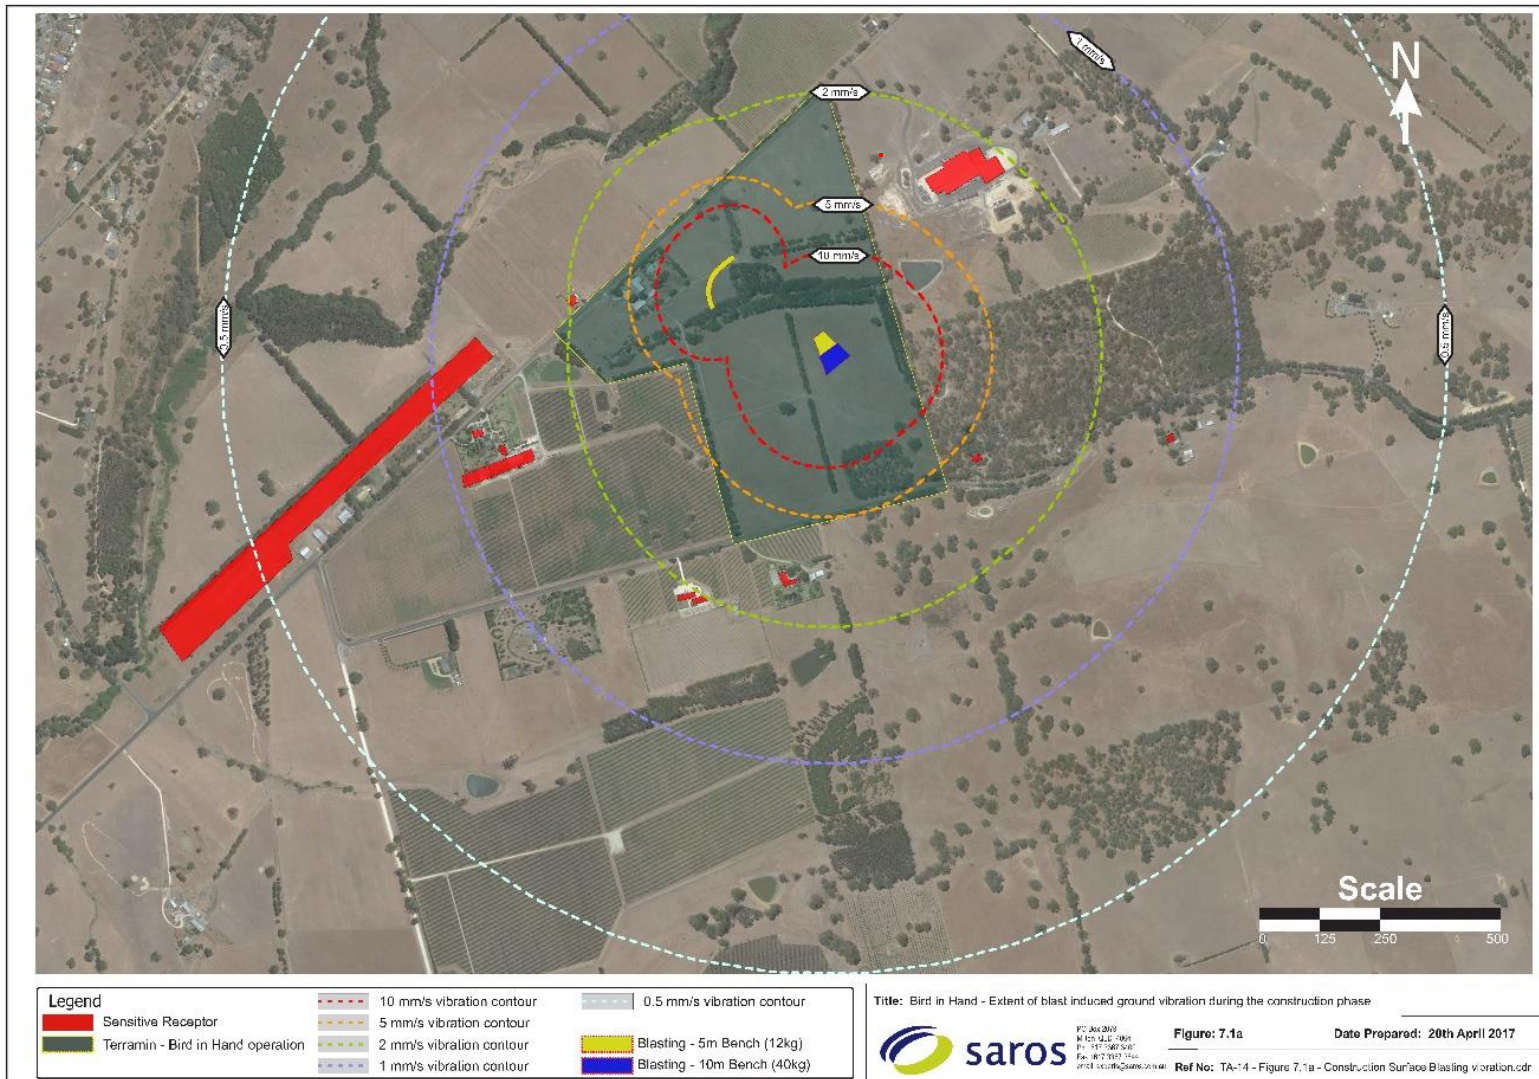 1 mm/s
N
2 mm/s
5 mm/s
10 mm/s
0.5 mm/s
0.5 mm/s
Scale
0 125 250 500
Legend
Sensitive Receptor
Terramin - Bird in Hand operation
10 mm/s vibration contour
5 mm/s vibration contour
2 mm/s vibration contour
1 mm/s vibration contour
0.5 mm/s vibration contour
Blasting - 5m Bench (12kg)
Blasting - 10m Bench (40kg)
Title: Bird in Hand - Extent of blast induced ground vibration during the construction phase
saros
PO Box
Figure: 7.1a
Date Prepared: 20th April 2017
Ref No: TA-14 - Figure 7.1a - Construction Surface Blasting vibration.cdr